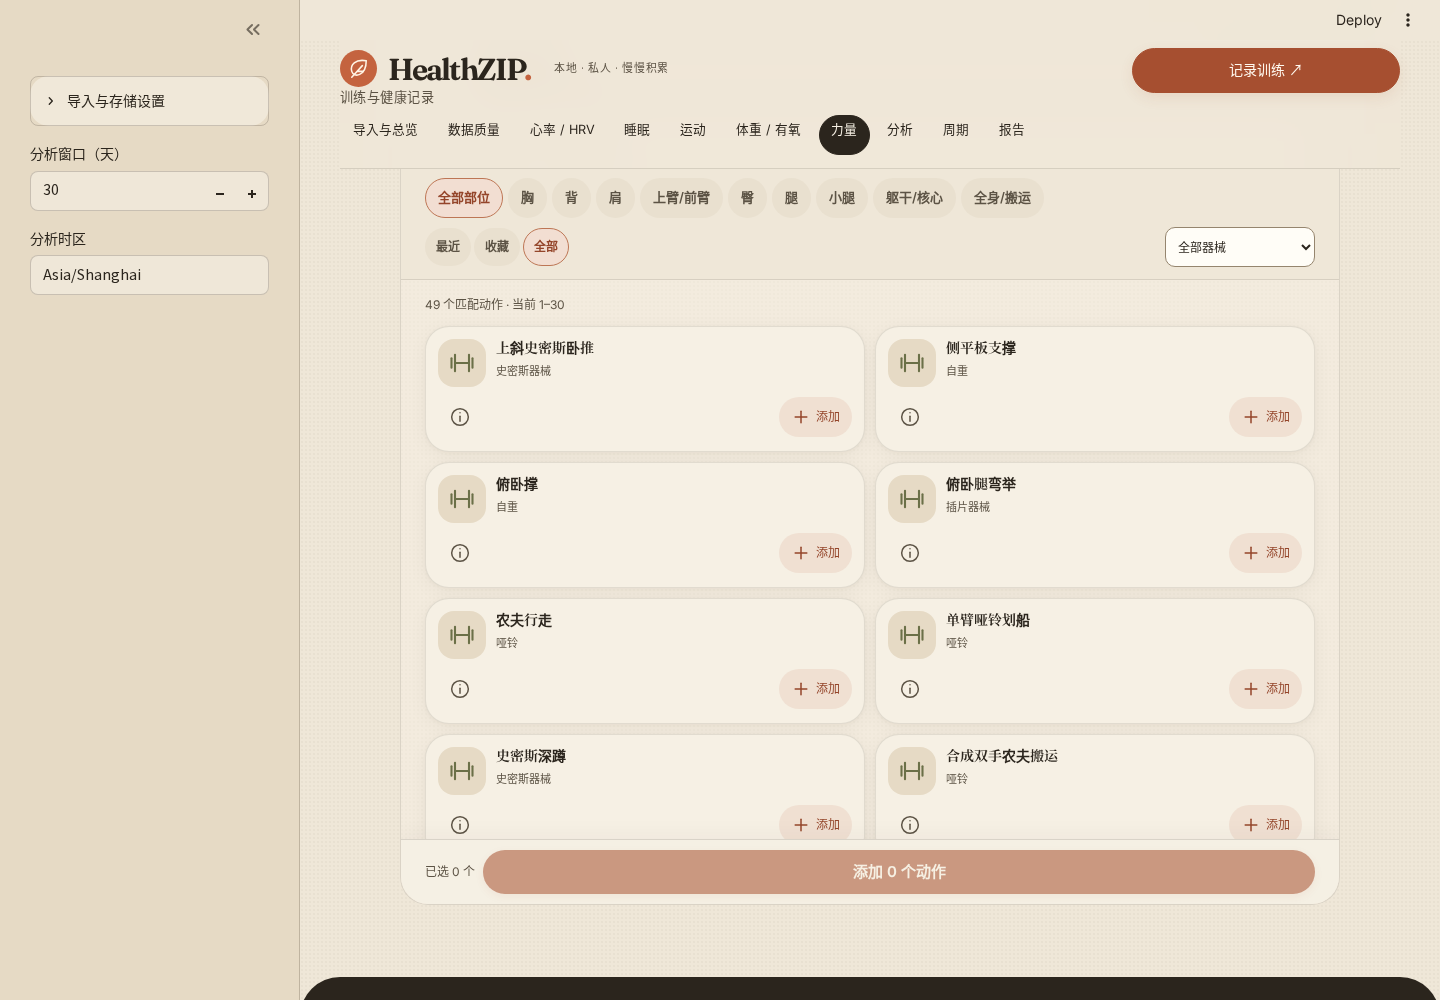 Deploy
导入与存储设置
分析窗口（天）
30
分析时区
Asia/Shanghai
HealthZIP.
本地 · 私人 · 慢慢积累
记录训练 ↗
训练与健康记录
导入与总览 数据质量 心率 / HRV 睡眠 运动 体重 / 有氧 力量 分析 周期 报告
全部部位 胸 背 肩 上臂/前臂 臀 腿 小腿 躯干/核心 全身/搬运
最近 收藏 全部 全部器械
49 个匹配动作 · 当前 1–30
上斜史密斯卧推
史密斯器械
添加
侧平板支撑
自重
添加
俯卧撑
自重
添加
俯卧腿弯举
插片器械
添加
农夫行走
哑铃
添加
单臂哑铃划船
哑铃
添加
史密斯深蹲
史密斯器械
添加
合成双手农夫搬运
哑铃
添加
已选 0 个
添加 0 个动作